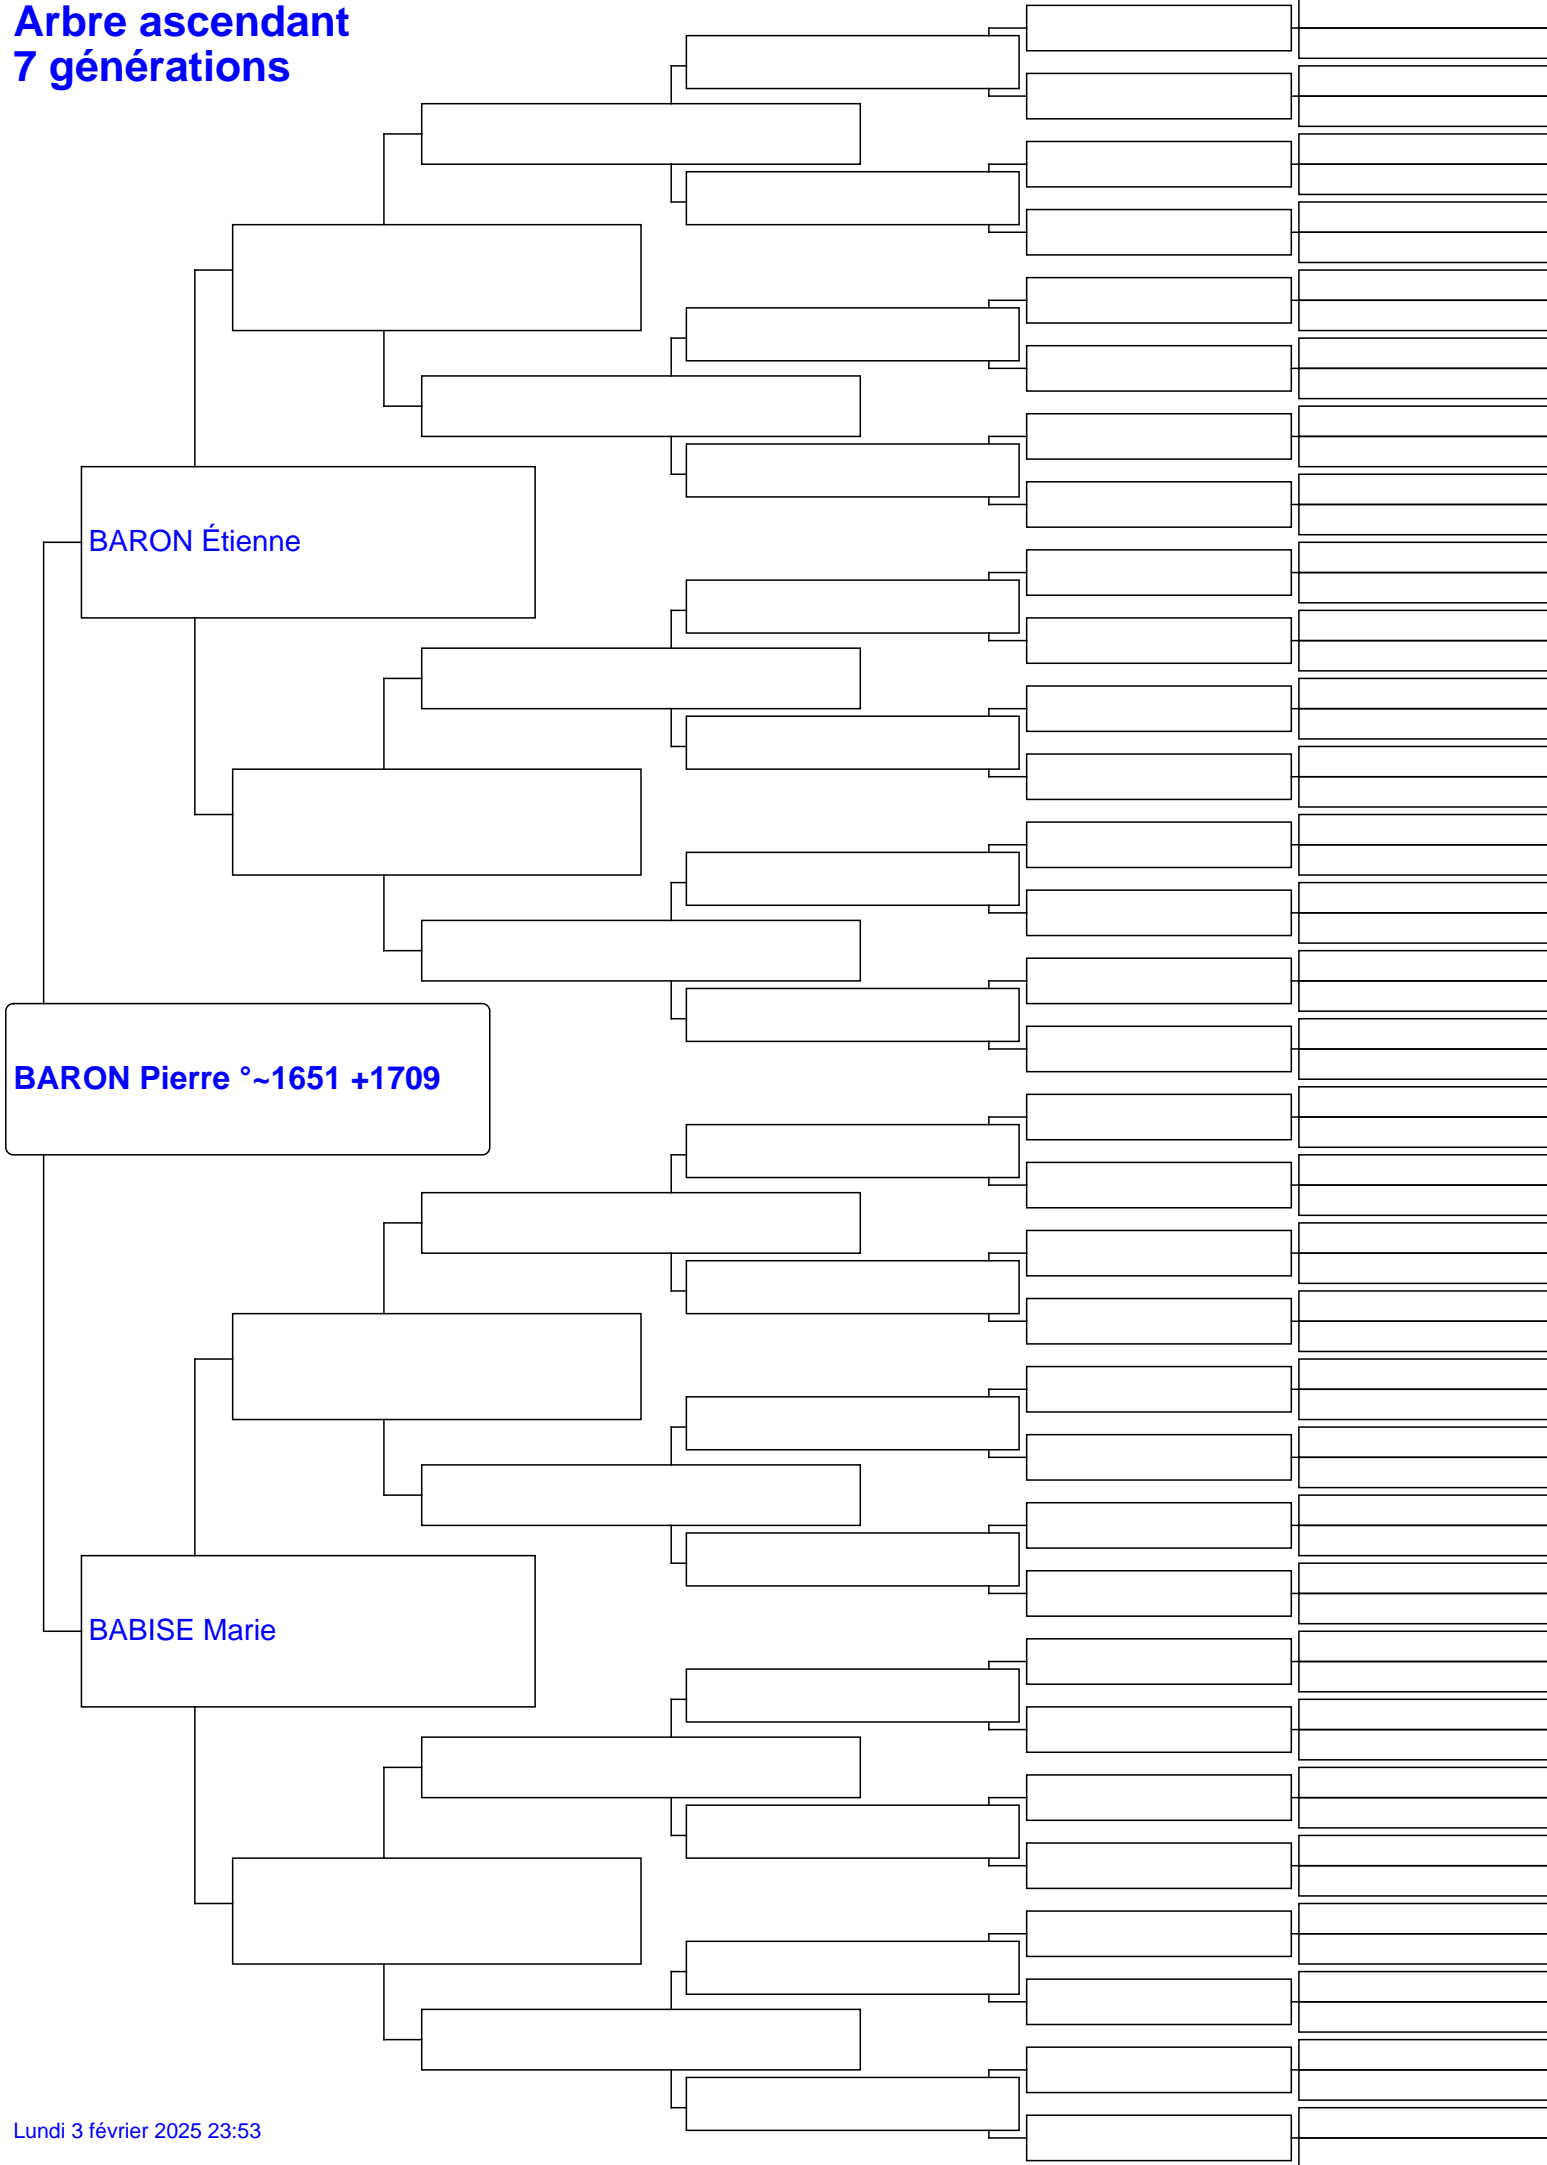 Arbre ascendant
7 générations
BARON Étienne
BARON Pierre °~1651 +1709
BABISE Marie
Lundi 3 février 2025 23:53